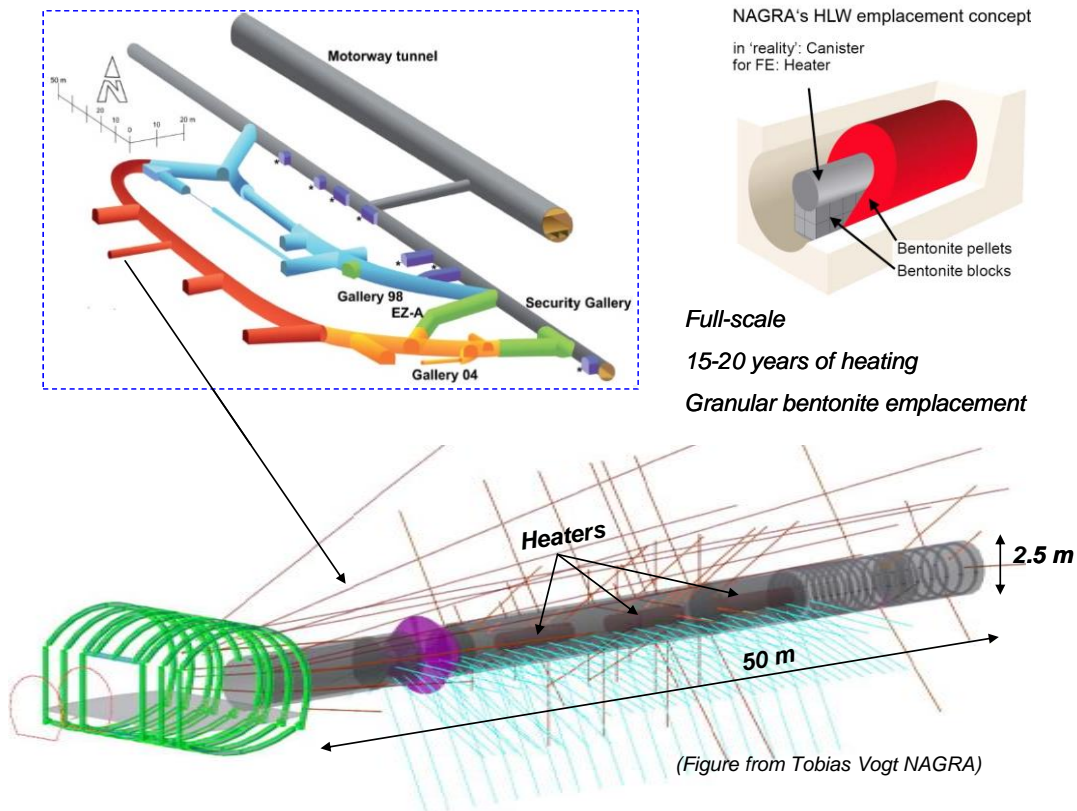 Motorway tunnel
50 m
20
10
0
10
20 m
N
*
*
*
*
*
*
*
Gallery 98
EZ-A
Security Gallery
Gallery 04
NAGRA's HLW emplacement concept
in 'reality': Canister
for FE: Heater
Bentonite pellets
Bentonite blocks
Full-scale
15-20 years of heating
Granular bentonite emplacement
Heaters
2.5 m
50 m
(Figure from Tobias Vogt NAGRA)